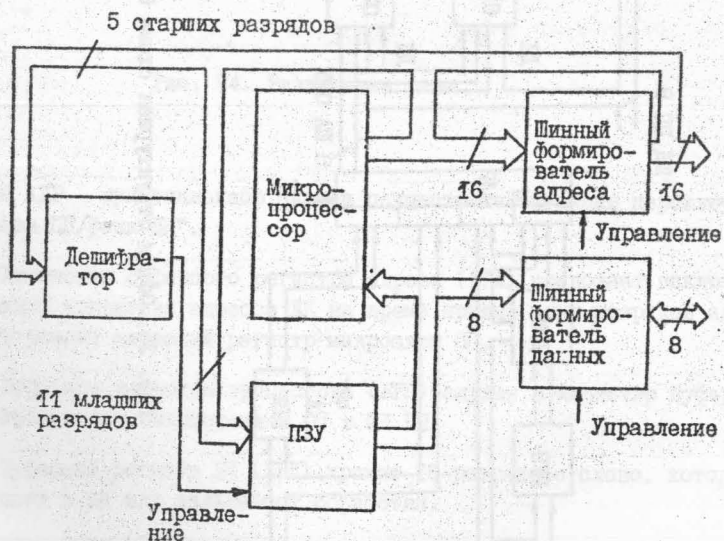 5 старших разрядов
Микро-
процес-
сор
16
Шинный
формиро-
ватель
адреса
16
Управление
Дешифра-
тор
8
Шинный
формиро-
ватель
данных
8
Управление
11 младших
разрядов
ПЗУ
Управле-
ние